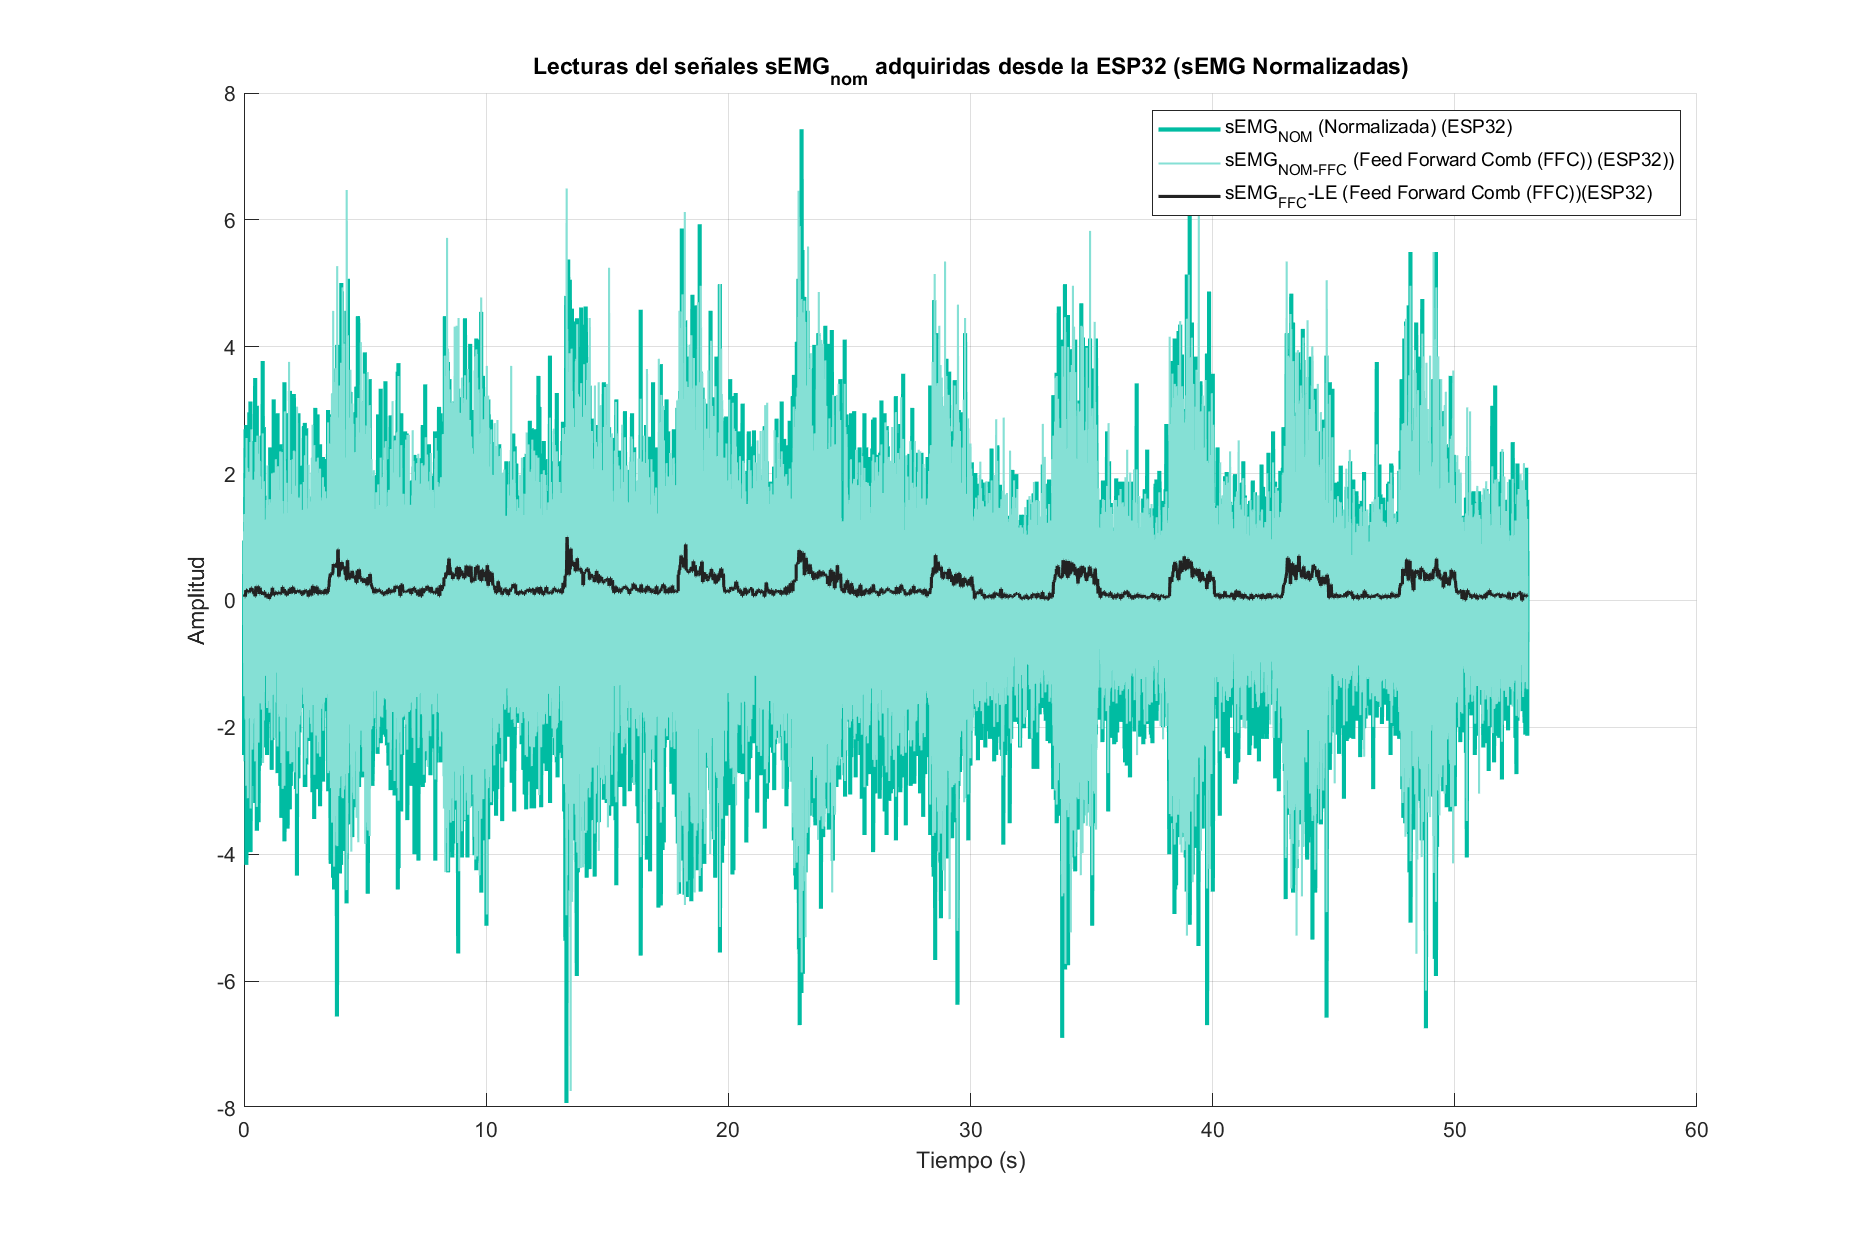 Lecturas del señales sEMGnom adquiridas desde la ESP32 (sEMG Normalizadas)
sEMGNOM (Normalizada) (ESP32)
sEMGNOM-FFC (Feed Forward Comb (FFC)) (ESP32))
sEMGFFC-LE (Feed Forward Comb (FFC))(ESP32)
8
6
4
2
0
-2
-4
-6
-8
Amplitud
0 10 20 30 40 50 60
Tiempo (s)